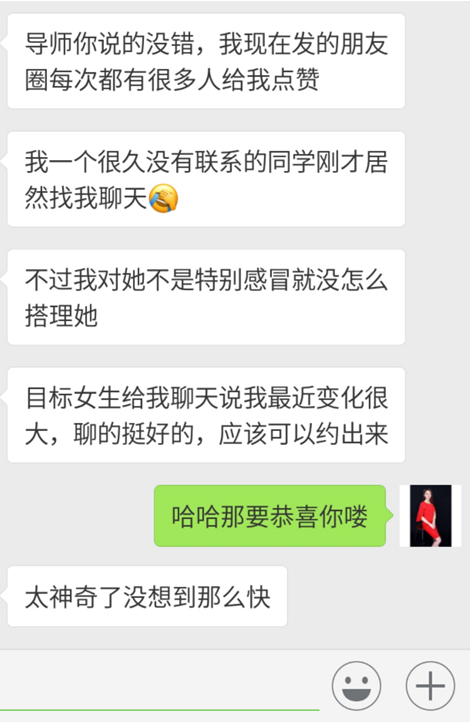 导师你说的没错，我现在发的朋友
圈每次都有很多人给我点赞
我一个很久没有联系的同学刚才居
然找我聊天🤣
不过我对她不是特别感冒就没怎么
搭理她
目标女生给我聊天说我最近变化很
大，聊的挺好的，应该可以约出来
哈哈那要恭喜你喽
太神奇了没想到那么快